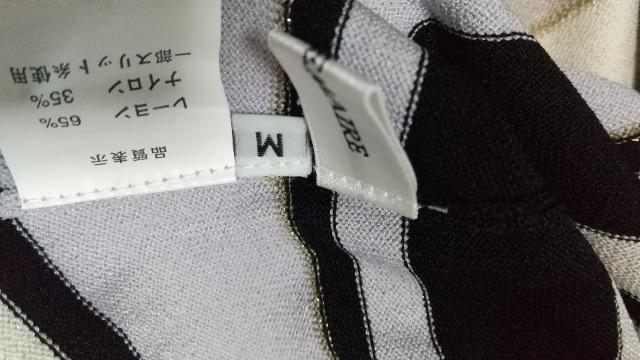 品質表示
レーヨン 65%
ナイロン 35%
一部スリット糸使用
M